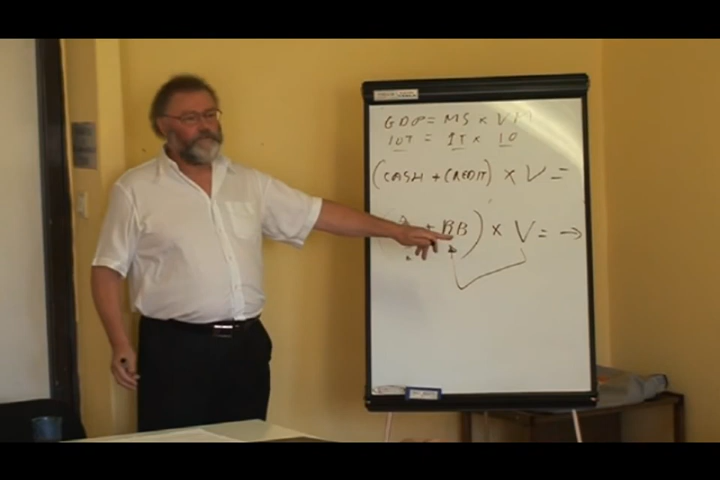 GDP = MS × V
10T = 1T × 10
(CASH + CREDIT) × V =
+ BB) × V = →